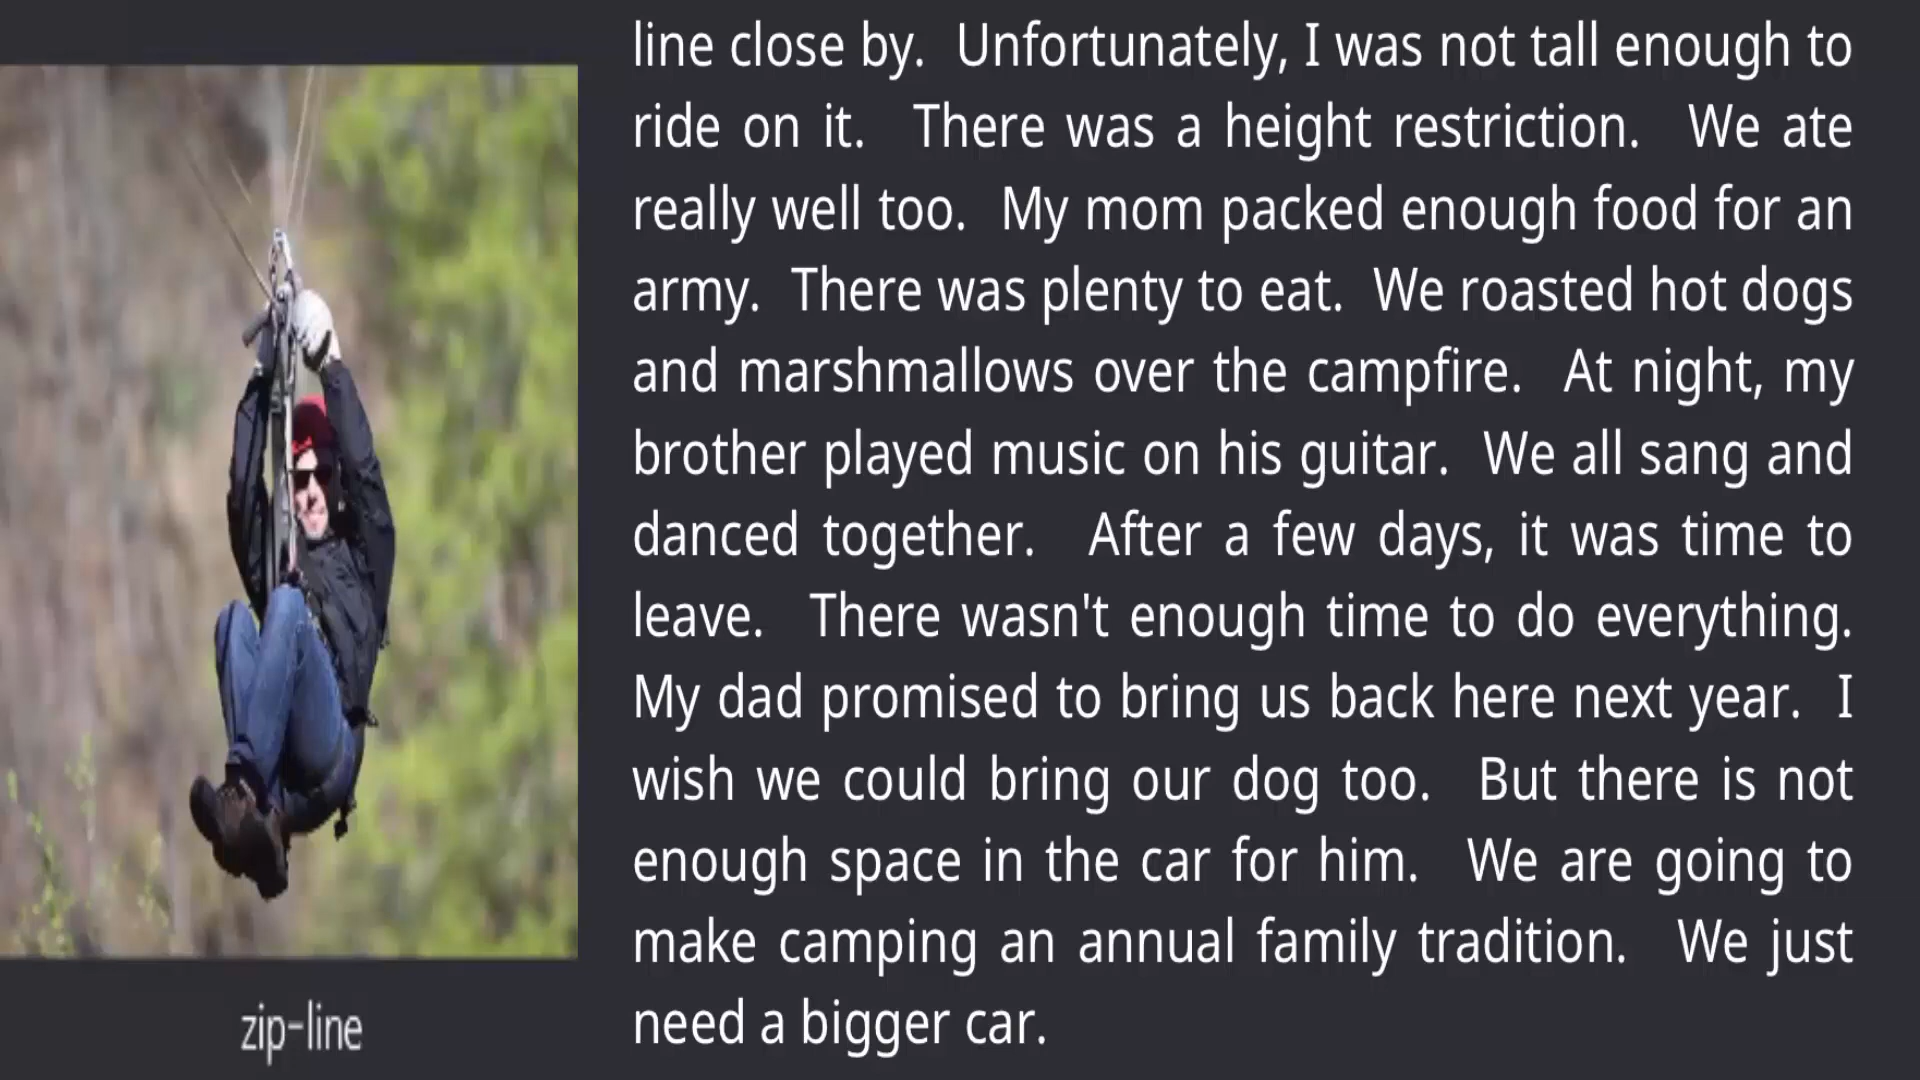 line close by. Unfortunately, I was not tall enough to
ride on it. There was a height restriction. We ate
really well too. My mom packed enough food for an
army. There was plenty to eat. We roasted hot dogs
and marshmallows over the campfire. At night, my
brother played music on his guitar. We all sang and
danced together. After a few days, it was time to
leave. There wasn't enough time to do everything.
My dad promised to bring us back here next year. I
wish we could bring our dog too. But there is not
enough space in the car for him. We are going to
make camping an annual family tradition. We just
need a bigger car.
zip-line